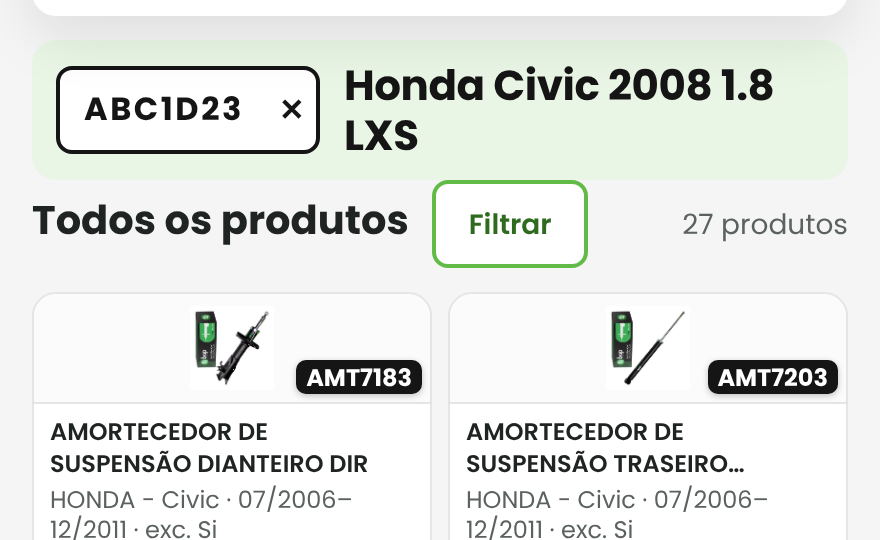 ABC1D23 ×
Honda Civic 2008 1.8
LXS
Todos os produtos
Filtrar
27 produtos
AMT7183
AMORTECEDOR DE
SUSPENSÃO DIANTEIRO DIR
HONDA - Civic · 07/2006–
12/2011 · exc. Si
AMT7203
AMORTECEDOR DE
SUSPENSÃO TRASEIRO...
HONDA - Civic · 07/2006–
12/2011 · exc. Si